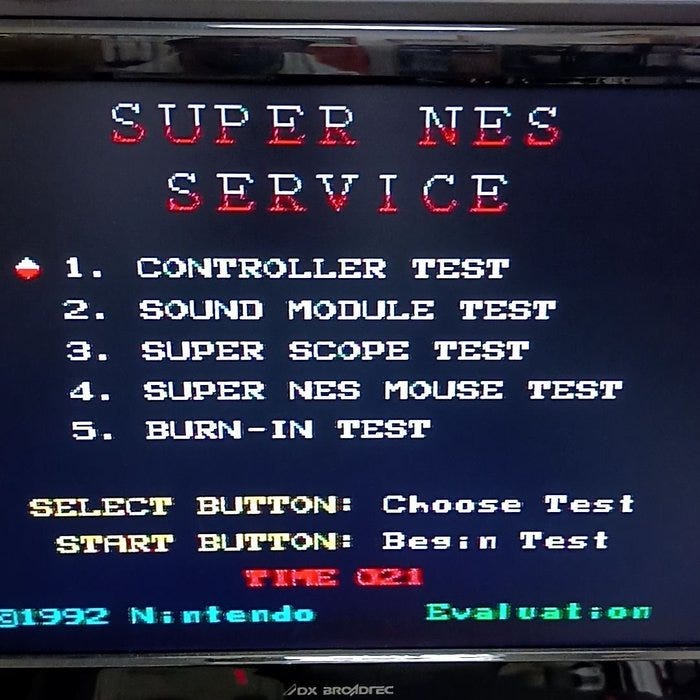 SUPER NES
SERVICE
1. CONTROLLER TEST
2. SOUND MODULE TEST
3. SUPER SCOPE TEST
4. SUPER NES MOUSE TEST
5. BURN-IN TEST
SELECT BUTTON: Choose Test
START BUTTON: Begin Test
TIME 021
©1992 Nintendo Evaluation
DX BROADTEC